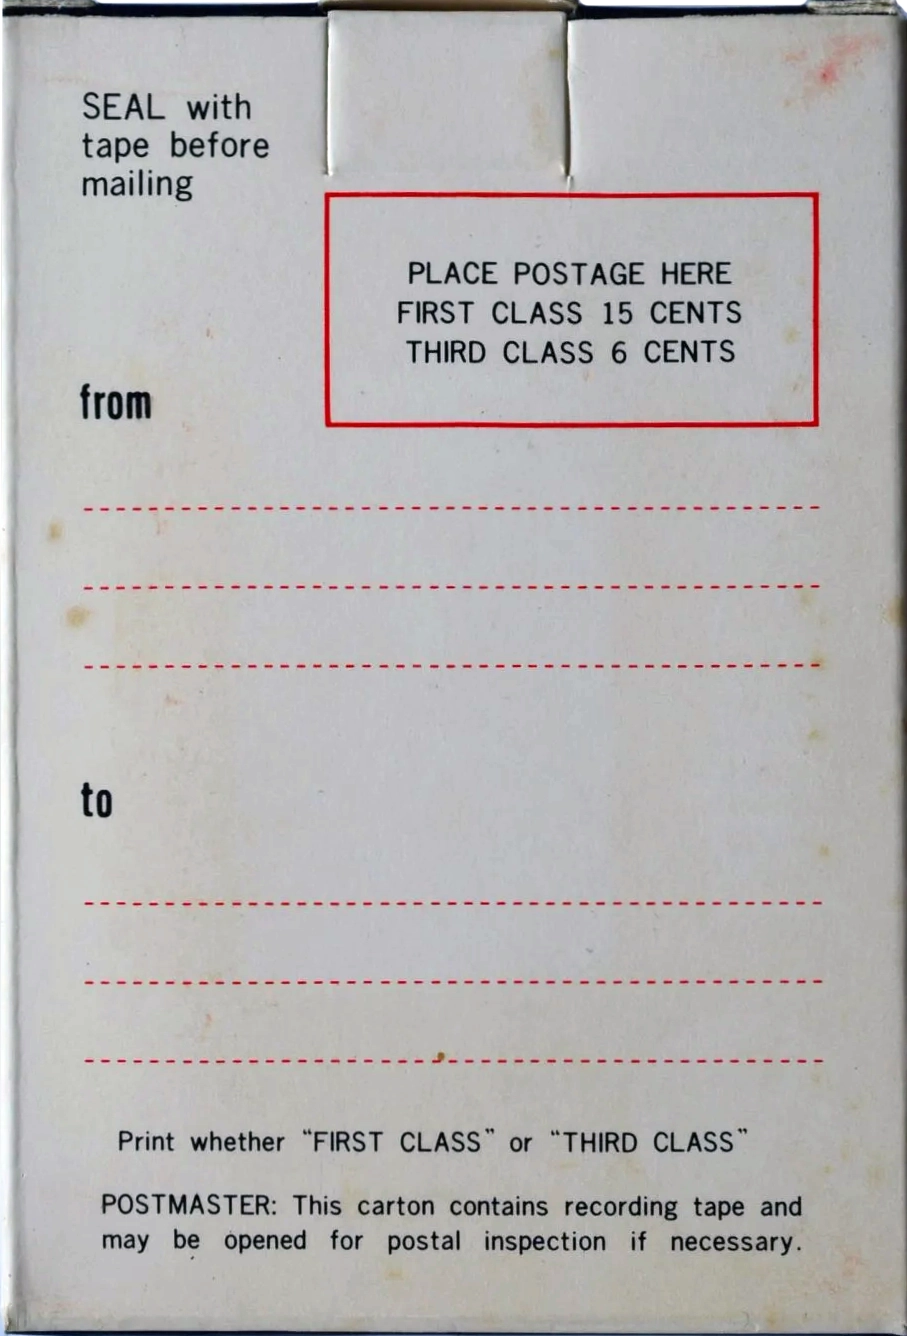 SEAL with
tape before
mailing
PLACE POSTAGE HERE
FIRST CLASS 15 CENTS
THIRD CLASS 6 CENTS
from
to
Print whether “FIRST CLASS” or “THIRD CLASS”
POSTMASTER: This carton contains recording tape and
may be opened for postal inspection if necessary.